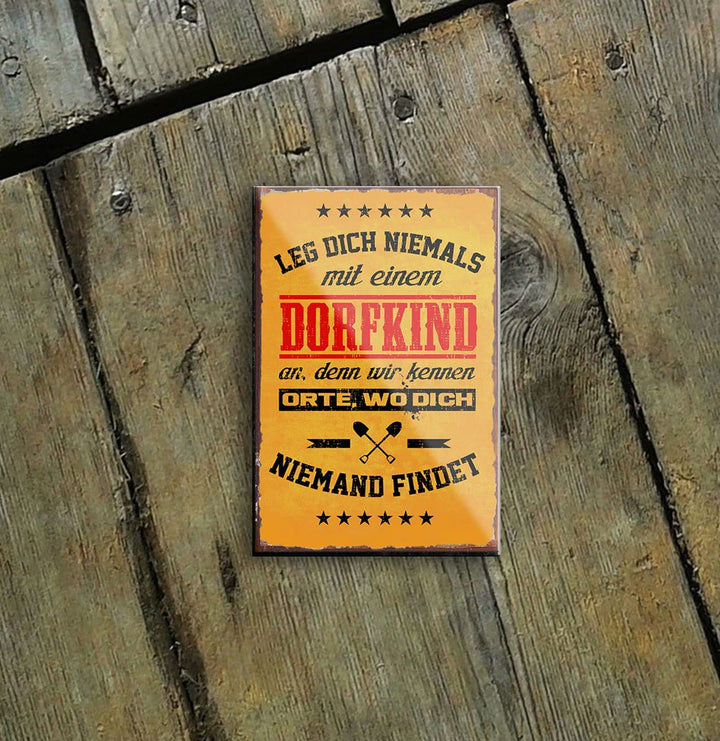 LEG DICH NIEMALS
mit einem
DORFKIND
an, denn wir kennen
ORTE, WO DICH
NIEMAND FINDET